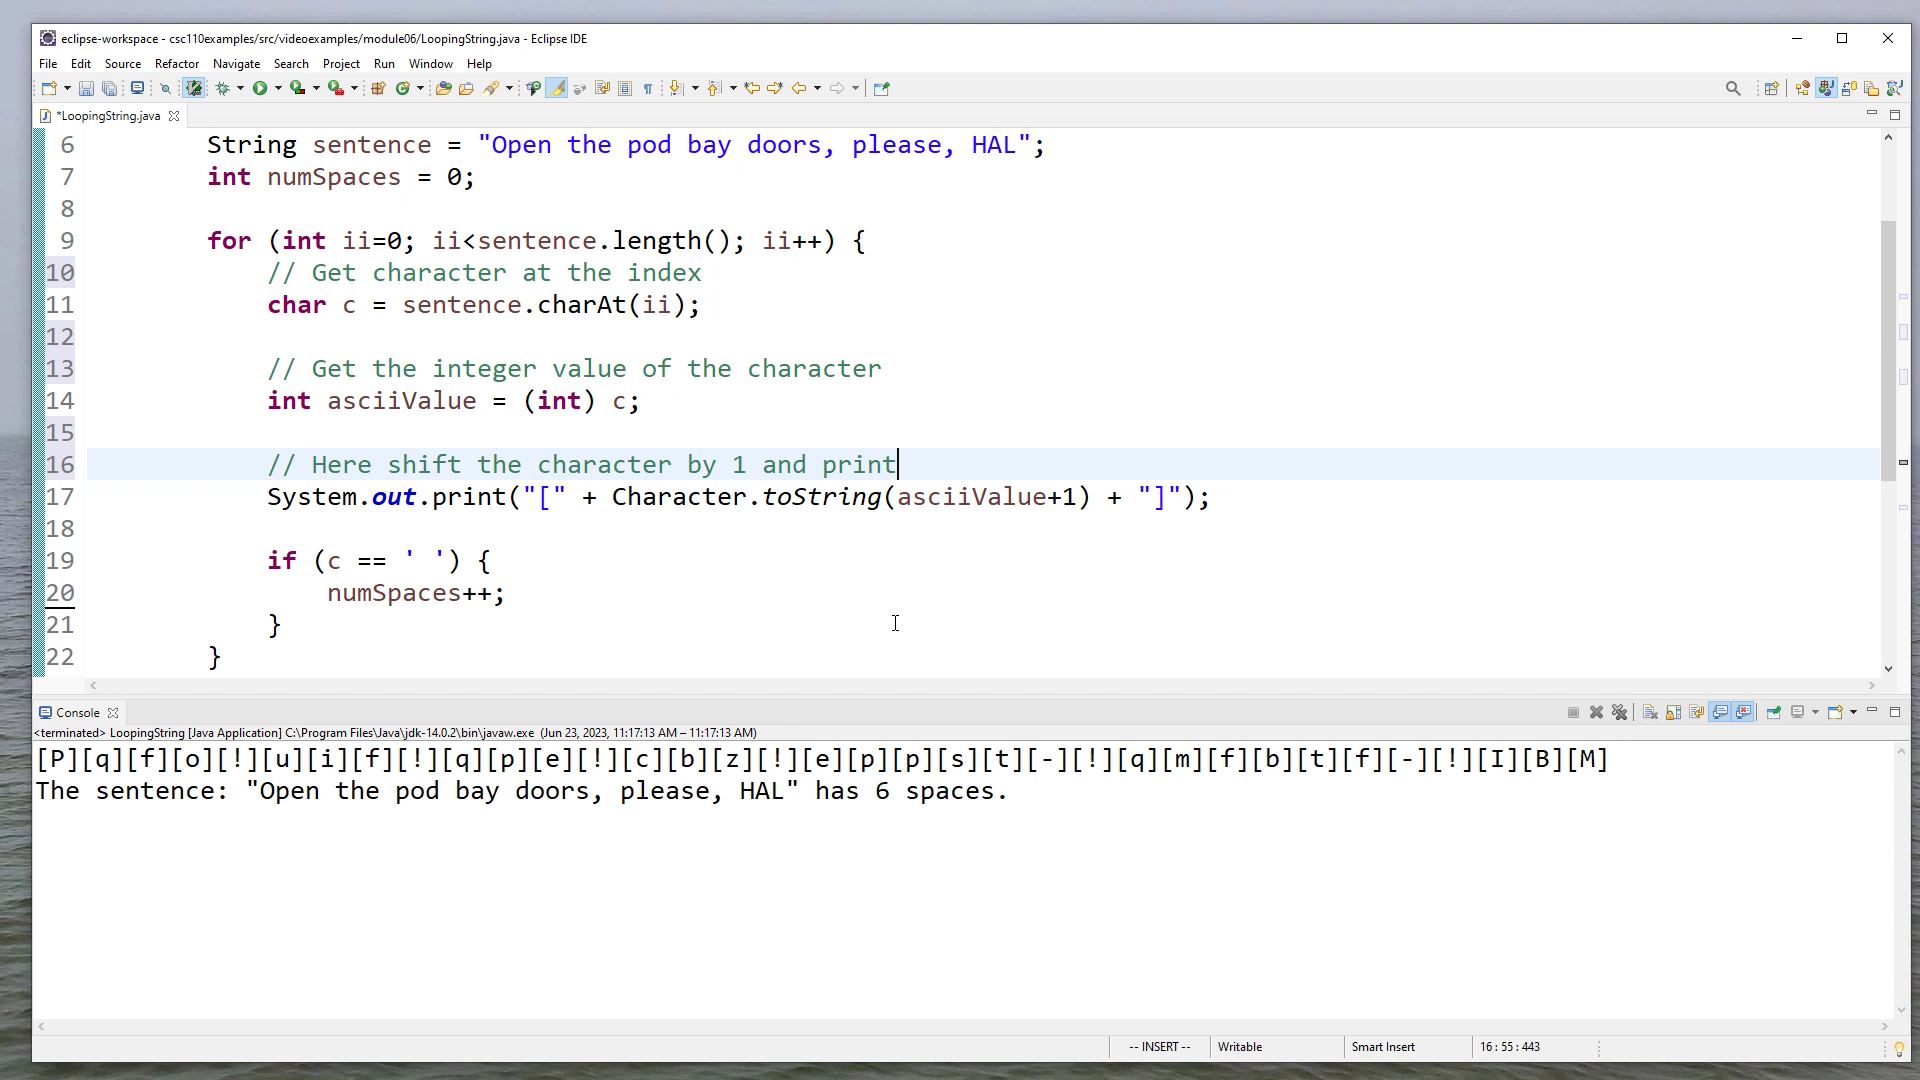 eclipse-workspace - csc110examples/src/videoexamples/module06/LoopingString.java - Eclipse IDE
File Edit Source Refactor Navigate Search Project Run Window Help
*LoopingString.java
6 String sentence = "Open the pod bay doors, please, HAL";
7 int numSpaces = 0;
8
9 for (int ii=0; ii<sentence.length(); ii++) {
10 // Get character at the index
11 char c = sentence.charAt(ii);
12
13 // Get the integer value of the character
14 int asciiValue = (int) c;
15
16 // Here shift the character by 1 and print
17 System.out.print("[" + Character.toString(asciiValue+1) + "]");
18
19 if (c == ' ') {
20 numSpaces++;
21 }
22 }
Console
<terminated> LoopingString [Java Application] C:\Program Files\Java\jdk-14.0.2\bin\javaw.exe (Jun 23, 2023, 11:17:13 AM – 11:17:13 AM)
[P][q][f][o][!][u][i][f][!][q][p][e][!][c][b][z][!][e][p][p][s][t][-][!][q][m][f][b][t][f][-][!][I][B][M]
The sentence: "Open the pod bay doors, please, HAL" has 6 spaces.
-- INSERT -- Writable Smart Insert 16 : 55 : 443